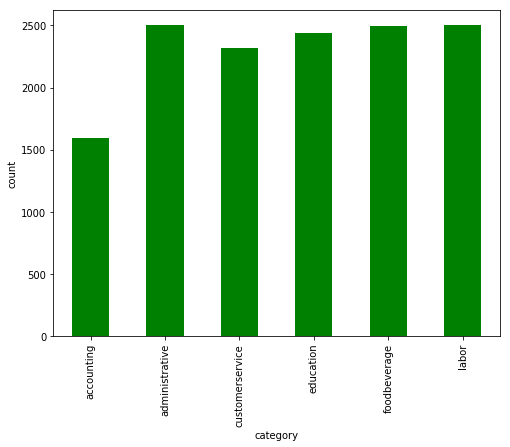 2500
2000
1500
1000
500
0
count
accounting
administrative
customerservice
education
foodbeverage
labor
category